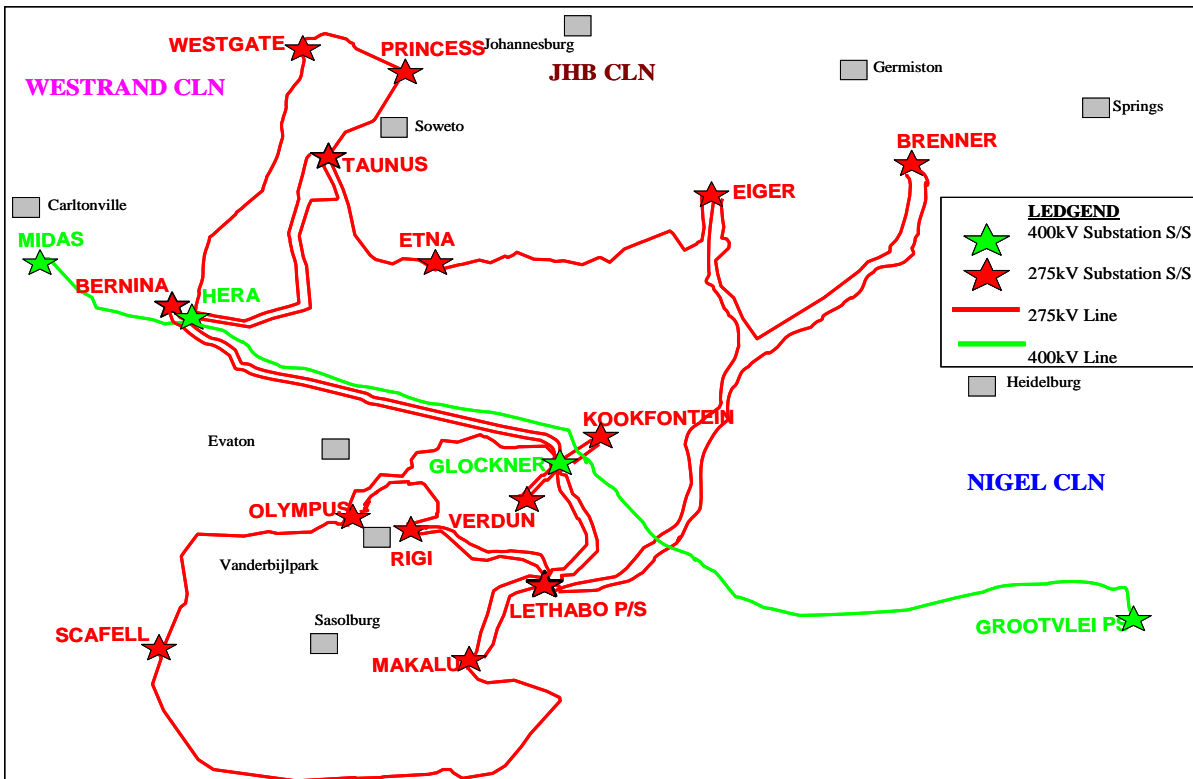 WESTGATE
PRINCESS
Johannesburg
JHB CLN
Germiston
WESTRAND CLN
Springs
Soweto
BRENNER
TAUNUS
EIGER
Carltonville
LEDGEND
400kV Substation S/S
275kV Substation S/S
275kV Line
400kV Line
MIDAS
ETNA
BERNINA
HERA
Heidelburg
KOOKFONTEIN
Evaton
GLOCKNER
NIGEL CLN
OLYMPUS
VERDUN
RIGI
Vanderbijlpark
LETHABO P/S
Sasolburg
SCAFELL
GROOTVLEI PS
MAKALU